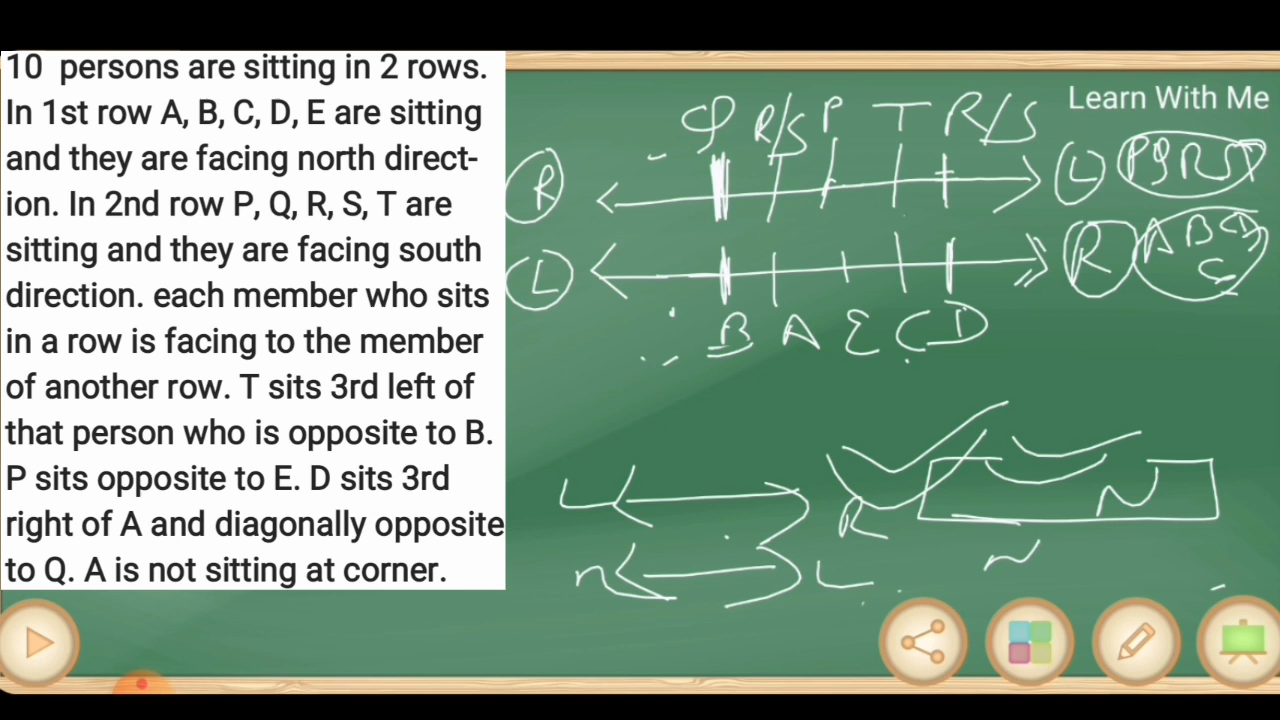 10 persons are sitting in 2 rows.
In 1st row A, B, C, D, E are sitting
and they are facing north direct-
ion. In 2nd row P, Q, R, S, T are
sitting and they are facing south
direction. each member who sits
in a row is facing to the member
of another row. T sits 3rd left of
that person who is opposite to B.
P sits opposite to E. D sits 3rd
right of A and diagonally opposite
to Q. A is not sitting at corner.
Learn With Me
Q R/S P T R/S
R L PQRST
L R ABCD
B A E C D
L R
L
N